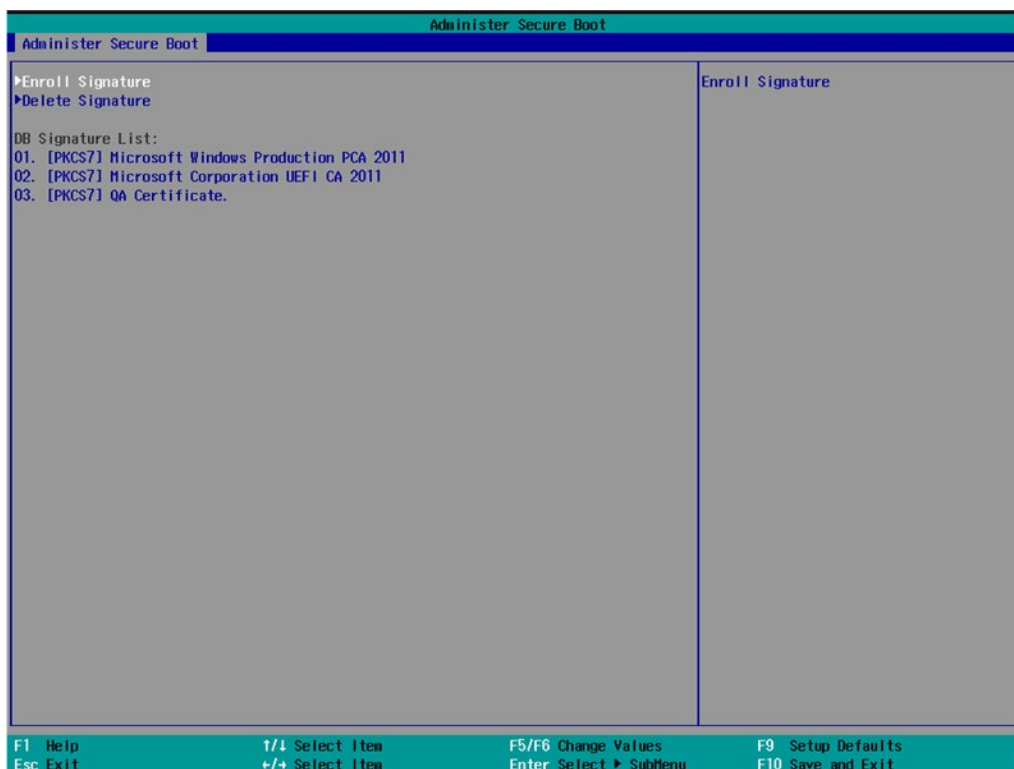 Administer Secure Boot
Administer Secure Boot
▶Enroll Signature
Enroll Signature
▶Delete Signature
DB Signature List:
01. [PKCS7] Microsoft Windows Production PCA 2011
02. [PKCS7] Microsoft Corporation UEFI CA 2011
03. [PKCS7] QA Certificate.
F1 Help ↑/↓ Select Item F5/F6 Change Values F9 Setup Defaults
Esc Exit ←/→ Select Item Enter Select ▶ SubMenu F10 Save and Exit